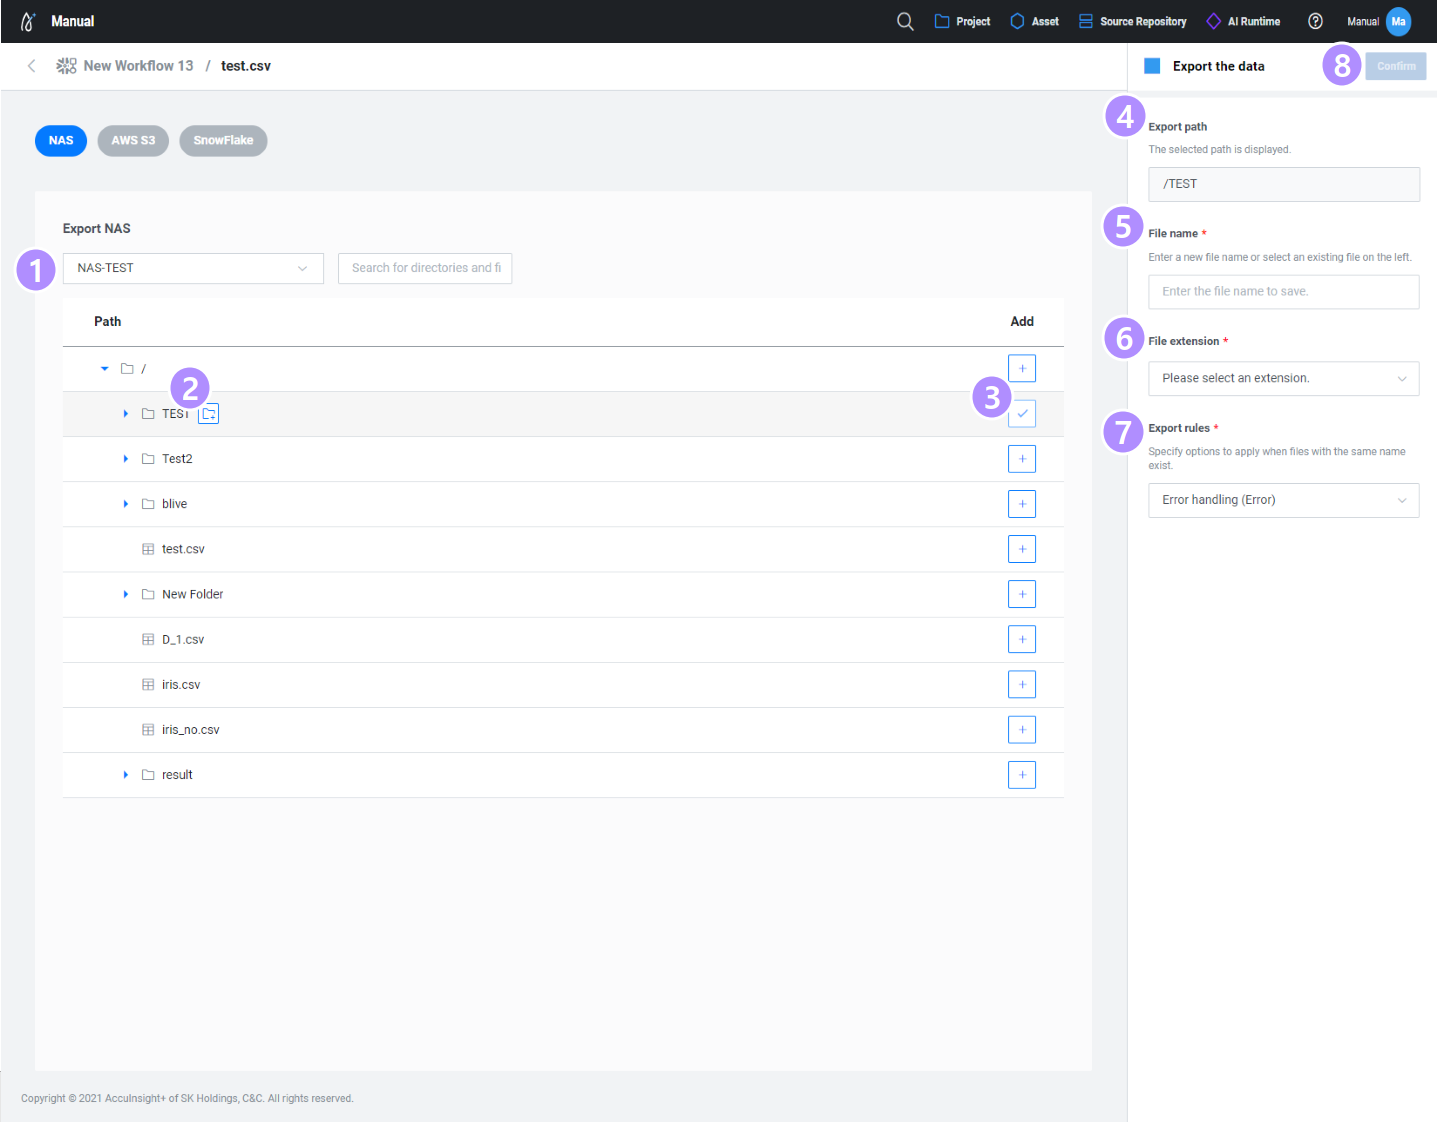 Manual
Project
Asset
Source Repository
AI Runtime
Manual
Ma
New Workflow 13 / test.csv
Export the data
8
Confirm
NAS
AWS S3
SnowFlake
Export NAS
1
NAS-TEST
Search for directories and fi
Path
Add
/
2
3
TEST
Test2
blive
test.csv
New Folder
D_1.csv
iris.csv
iris_no.csv
result
4
Export path
The selected path is displayed.
/TEST
5
File name *
Enter a new file name or select an existing file on the left.
Enter the file name to save.
6
File extension *
Please select an extension.
7
Export rules *
Specify options to apply when files with the same name
exist.
Error handling (Error)
Copyright © 2021 AccuInsight+ of SK Holdings, C&C. All rights reserved.